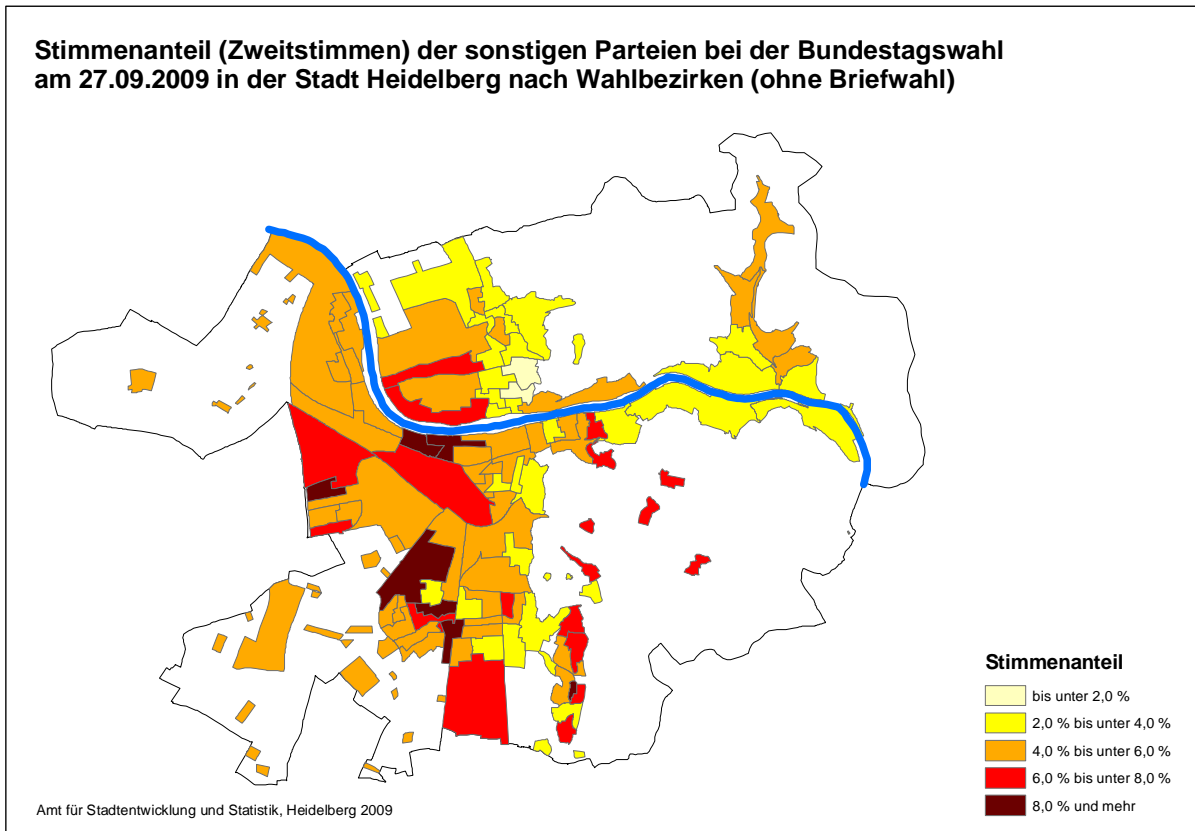 Stimmenanteil (Zweitstimmen) der sonstigen Parteien bei der Bundestagswahl
am 27.09.2009 in der Stadt Heidelberg nach Wahlbezirken (ohne Briefwahl)
Stimmenanteil
bis unter 2,0 %
2,0 % bis unter 4,0 %
4,0 % bis unter 6,0 %
6,0 % bis unter 8,0 %
8,0 % und mehr
Amt für Stadtentwicklung und Statistik, Heidelberg 2009